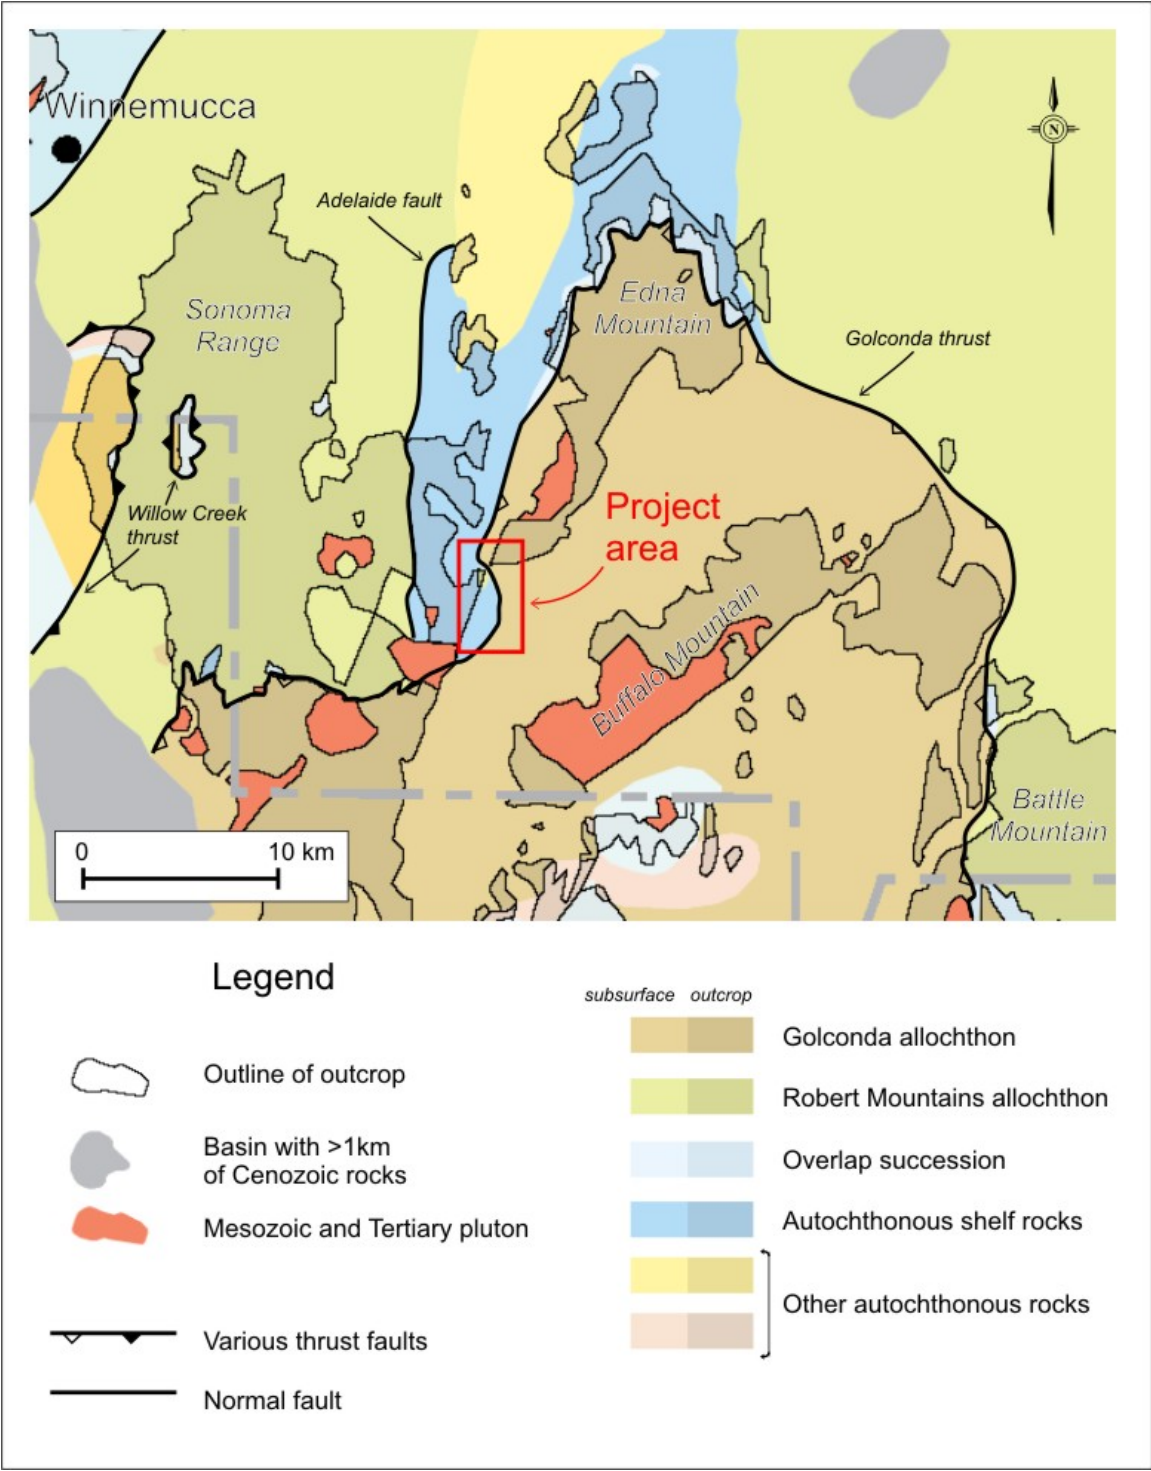 Winnemucca
N
Adelaide fault
Sonoma
Range
Edna
Mountain
Golconda thrust
Willow Creek
thrust
Project
area
Buffalo Mountain
Battle
Mountain
0 10 km
Legend
subsurface outcrop
Outline of outcrop
Basin with >1km
of Cenozoic rocks
Mesozoic and Tertiary pluton
Various thrust faults
Normal fault
Golconda allochthon
Robert Mountains allochthon
Overlap succession
Autochthonous shelf rocks
Other autochthonous rocks